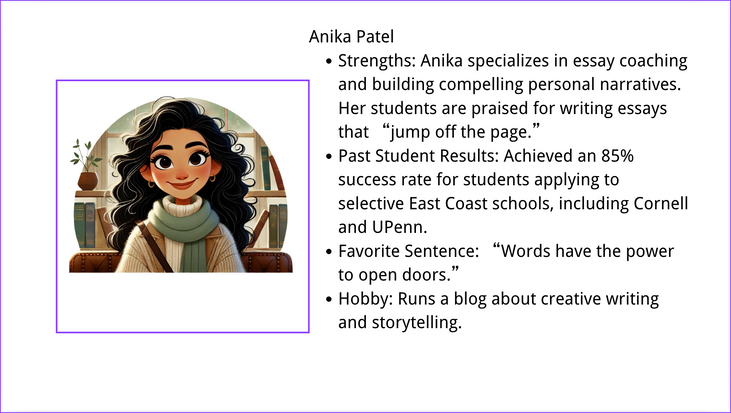 Anika Patel
• Strengths: Anika specializes in essay coaching
and building compelling personal narratives.
Her students are praised for writing essays
that “jump off the page.”
• Past Student Results: Achieved an 85%
success rate for students applying to
selective East Coast schools, including Cornell
and UPenn.
• Favorite Sentence: “Words have the power
to open doors.”
• Hobby: Runs a blog about creative writing
and storytelling.